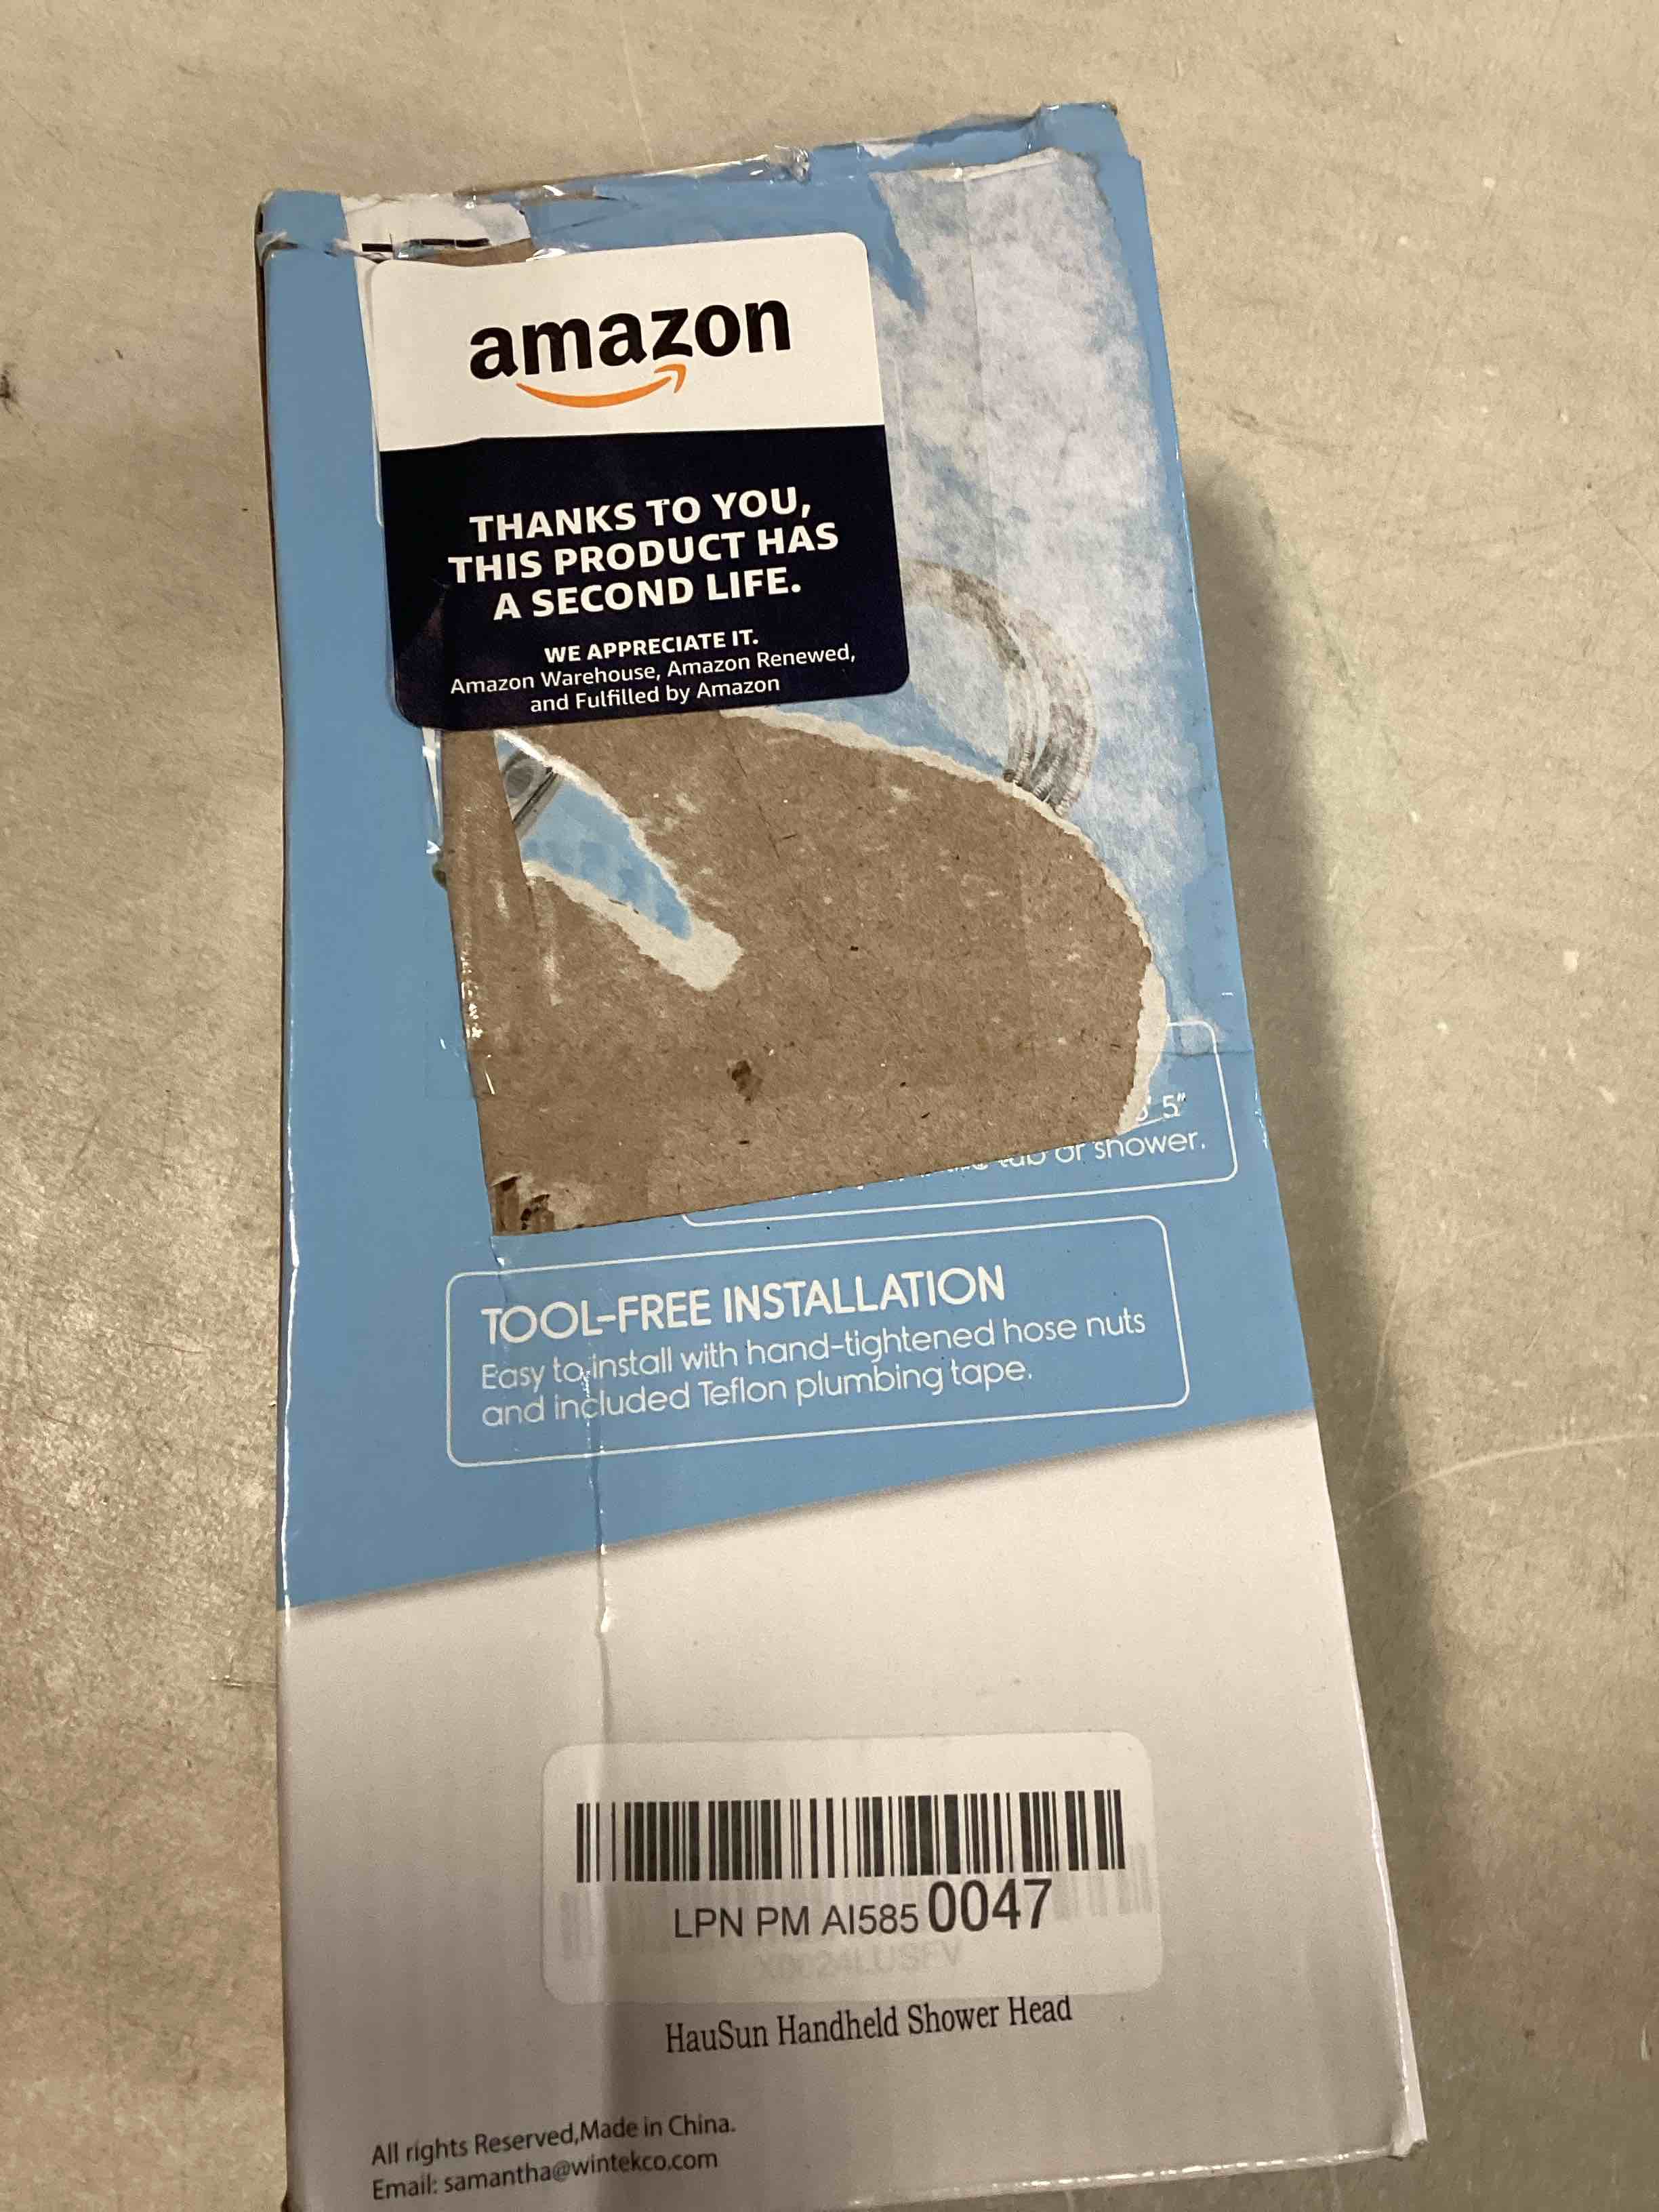 amazon
THANKS TO YOU,
THIS PRODUCT HAS
A SECOND LIFE.
WE APPRECIATE IT.
Amazon Warehouse, Amazon Renewed,
and Fulfilled by Amazon
5"
tub or shower.
TOOL-FREE INSTALLATION
Easy to install with hand-tightened hose nuts
and included Teflon plumbing tape.
LPN PM AI585 0047
HauSun Handheld Shower Head
All rights Reserved,Made in China.
Email: samantha@wintekco.com